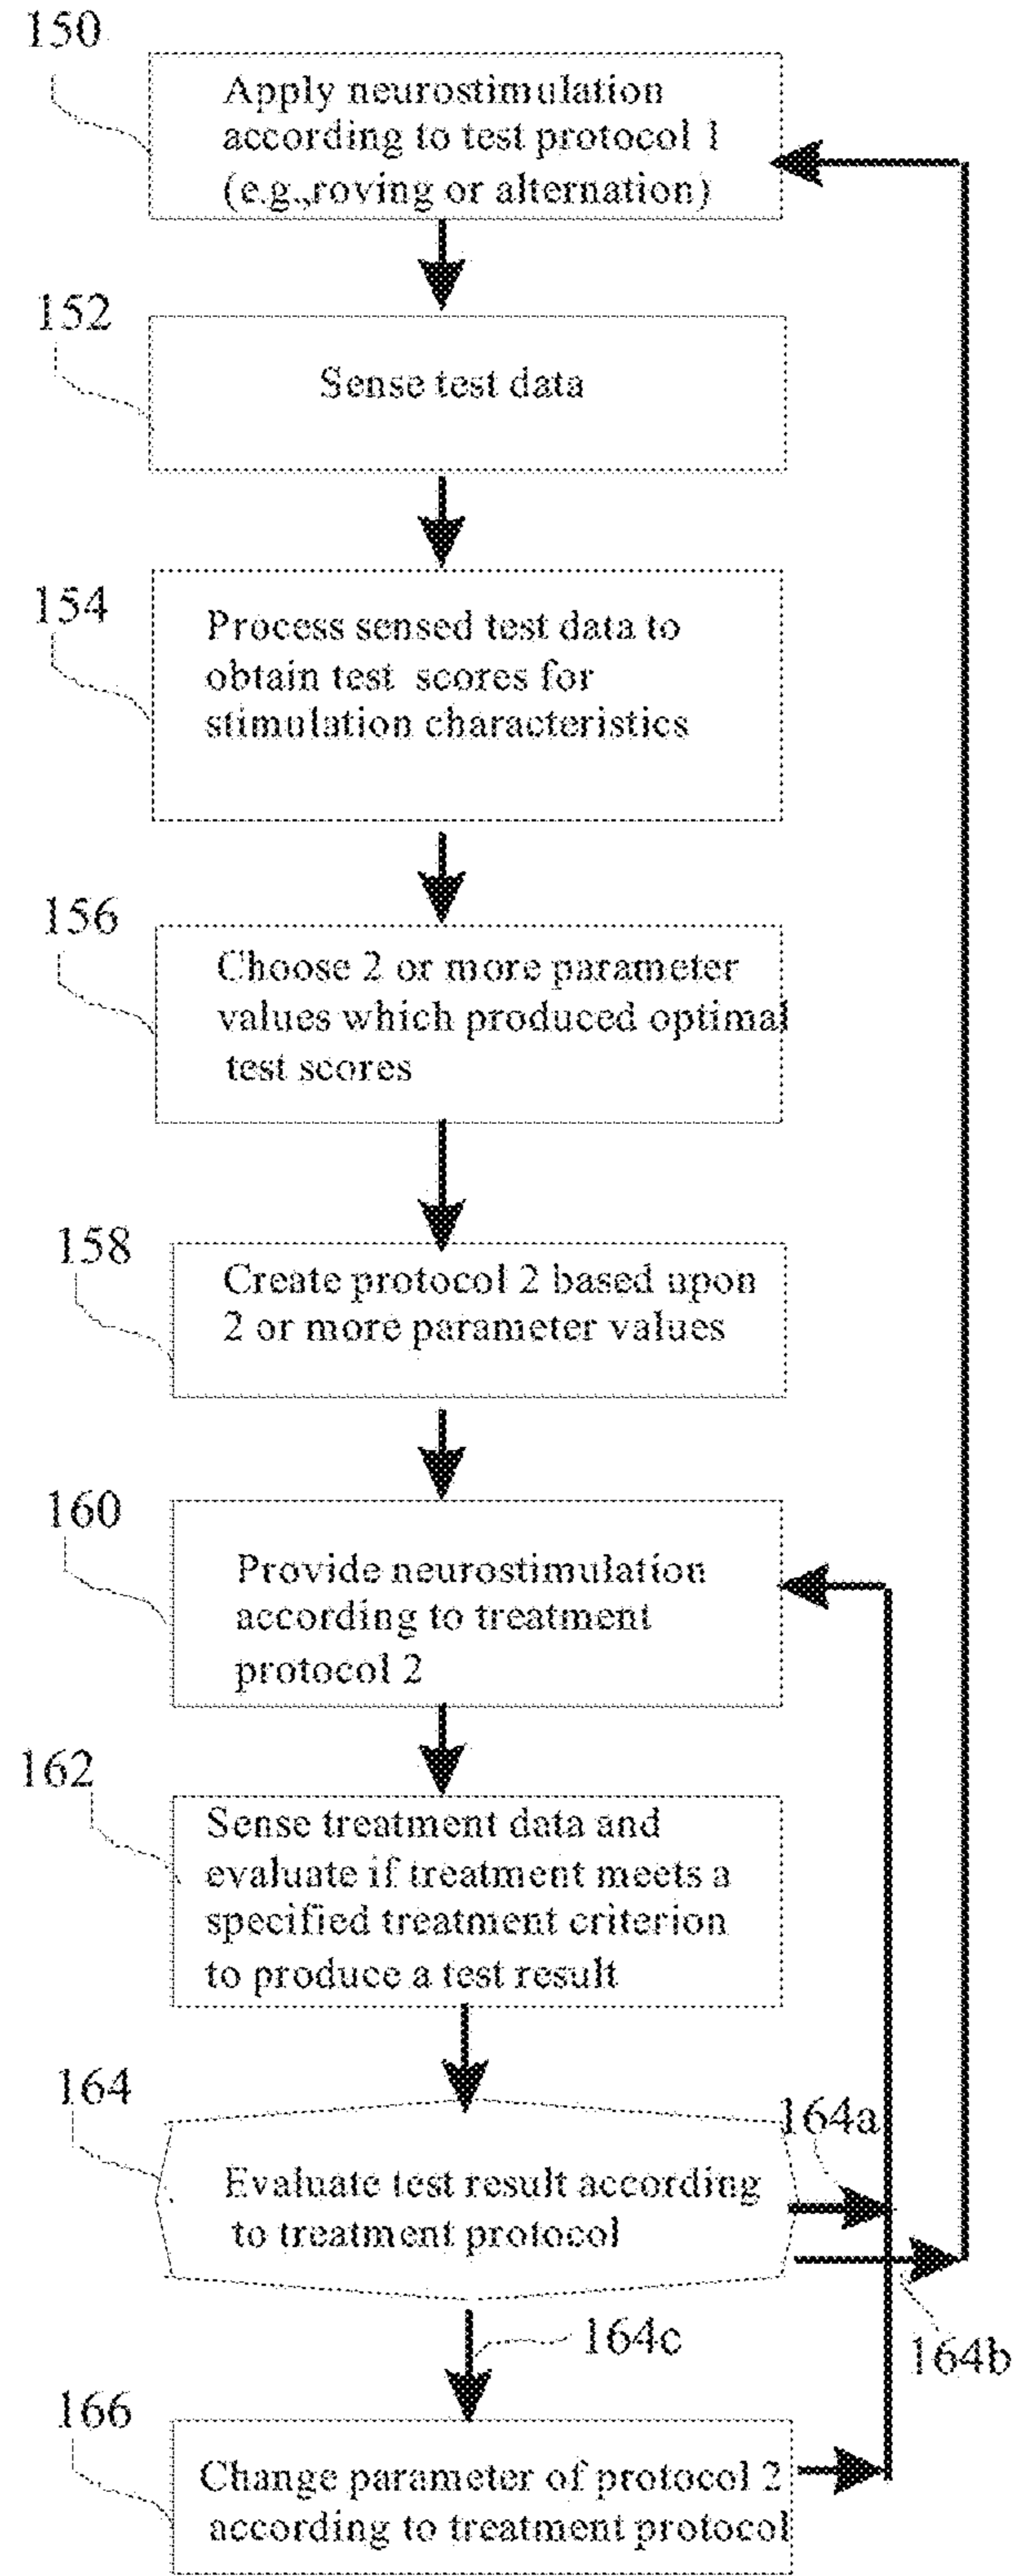 150
Apply neurostimulation
according to test protocol 1
(e.g.,roving or alternation)
152
Sense test data
154
Process sensed test data to
obtain test scores for
stimulation characteristics
156
Choose 2 or more parameter
values which produced optimal
test scores
158
Create protocol 2 based upon
2 or more parameter values
160
Provide neurostimulation
according to treatment
protocol 2
162
Sense treatment data and
evaluate if treatment meets a
specified treatment criterion
to produce a test result
164
164a
Evaluate test result according
to treatment protocol
164c
164b
166
Change parameter of protocol 2
according to treatment protocol